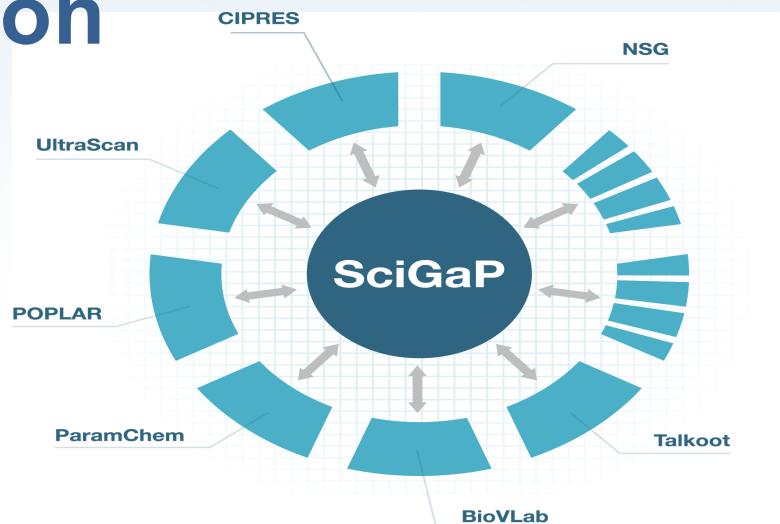 on
CIPRES
NSG
UltraScan
SciGaP
POPLAR
ParamChem
Talkoot
BioVLab